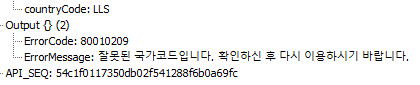 countryCode: LLS
Output {} (2)
ErrorCode: 80010209
ErrorMessage: 잘못된 국가코드입니다. 확인하신 후 다시 이용하시기 바랍니다.
API_SEQ: 54c1f0117350db02f541288f6b0a69fc